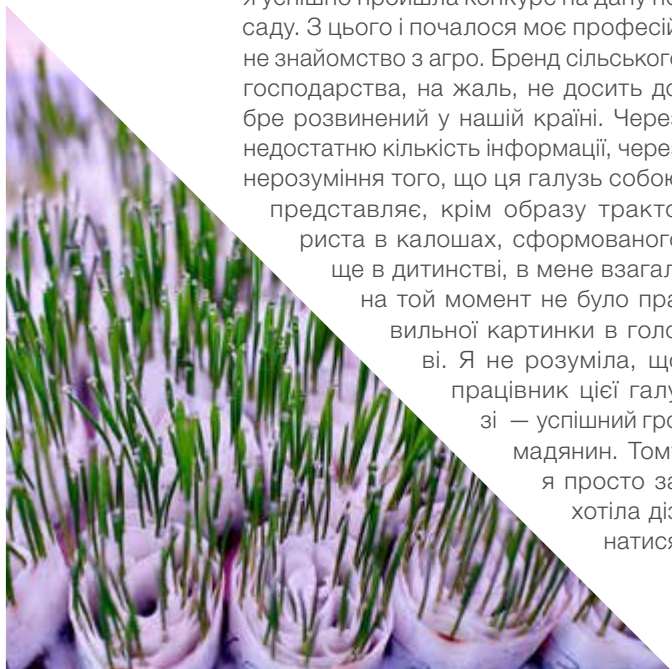 я успішно пройшла конкурс на дану по
саду. З цього і почалося моє професій
не знайомство з агро. Бренд сільського
господарства, на жаль, не досить до
бре розвинений у нашій країні. Через
недостатню кількість інформації, через
нерозуміння того, що ця галузь собою
представляє, крім образу тракто
риста в калошах, сформованого
ще в дитинстві, в мене взагалі
на той момент не було пра
вильної картинки в голо
ві. Я не розуміла, що
працівник цієї галу
зі — успішний гро
мадянин. Тому
я просто за
хотіла діз
натися